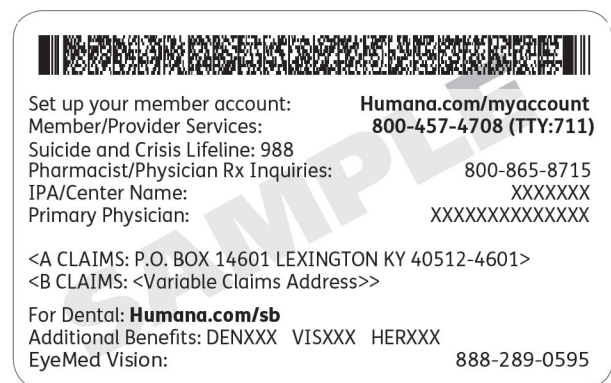 Set up your member account: Humana.com/myaccount
Member/Provider Services: 800-457-4708 (TTY:711)
Suicide and Crisis Lifeline: 988
Pharmacist/Physician Rx Inquiries: 800-865-8715
IPA/Center Name: XXXXXXX
Primary Physician: XXXXXXXXXXXXXX
<A CLAIMS: P.O. BOX 14601 LEXINGTON KY 40512-4601>
<B CLAIMS: <Variable Claims Address>>
For Dental: Humana.com/sb
Additional Benefits: DENXXX VISXXX HERXXX
EyeMed Vision: 888-289-0595
SAMPLE